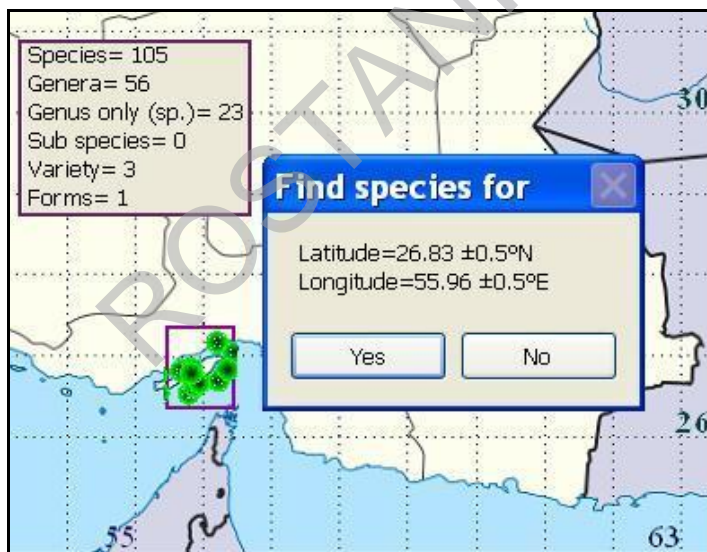 Species= 105
Genera= 56
Genus only (sp.)= 23
Sub species= 0
Variety= 3
Forms= 1
30
Find species for
Latitude=26.83 ±0.5ºN
Longitude=55.96 ±0.5ºE
Yes
No
26
55
63
ROSTANI